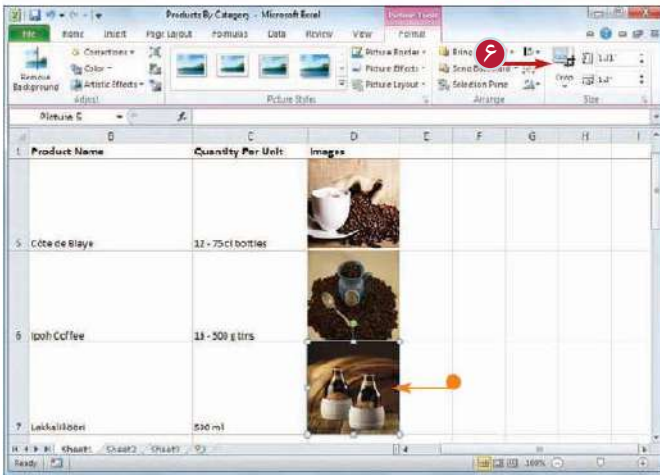 Products By Category - Microsoft Excel
Picture Tools
File Home Insert Page Layout Formulas Data Review View Format
Corrections
Picture Border
Bring
Color
Picture Effects
Send
Remove Background
Artistic Effects
Picture Layout
Selection Pane
Crop
Adjust Picture Styles Arrange Size
۶
Picture 5 fx
B C D E F G H I
1 Product Name Quantity Per Unit Images
5 Côte de Blaye 12 - 75 cl bottles
6 Ipoh Coffee 16 - 500 g tins
7 Lakkalikööri 500 ml
Sheet1 Sheet2 Sheet3
Ready 100%